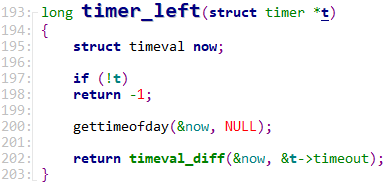 193: long timer_left(struct timer *t)
194: {
195: struct timeval now;
196:
197: if (!t)
198: return -1;
199:
200: gettimeofday(&now, NULL);
201:
202: return timeval_diff(&now, &t->timeout);
203: }